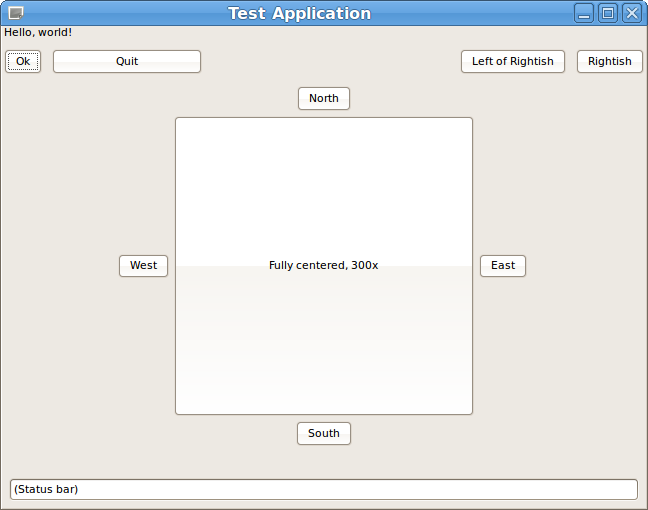 Test Application
Hello, world!
Ok
Quit
Left of Rightish
Rightish
North
West
Fully centered, 300x
East
South
(Status bar)